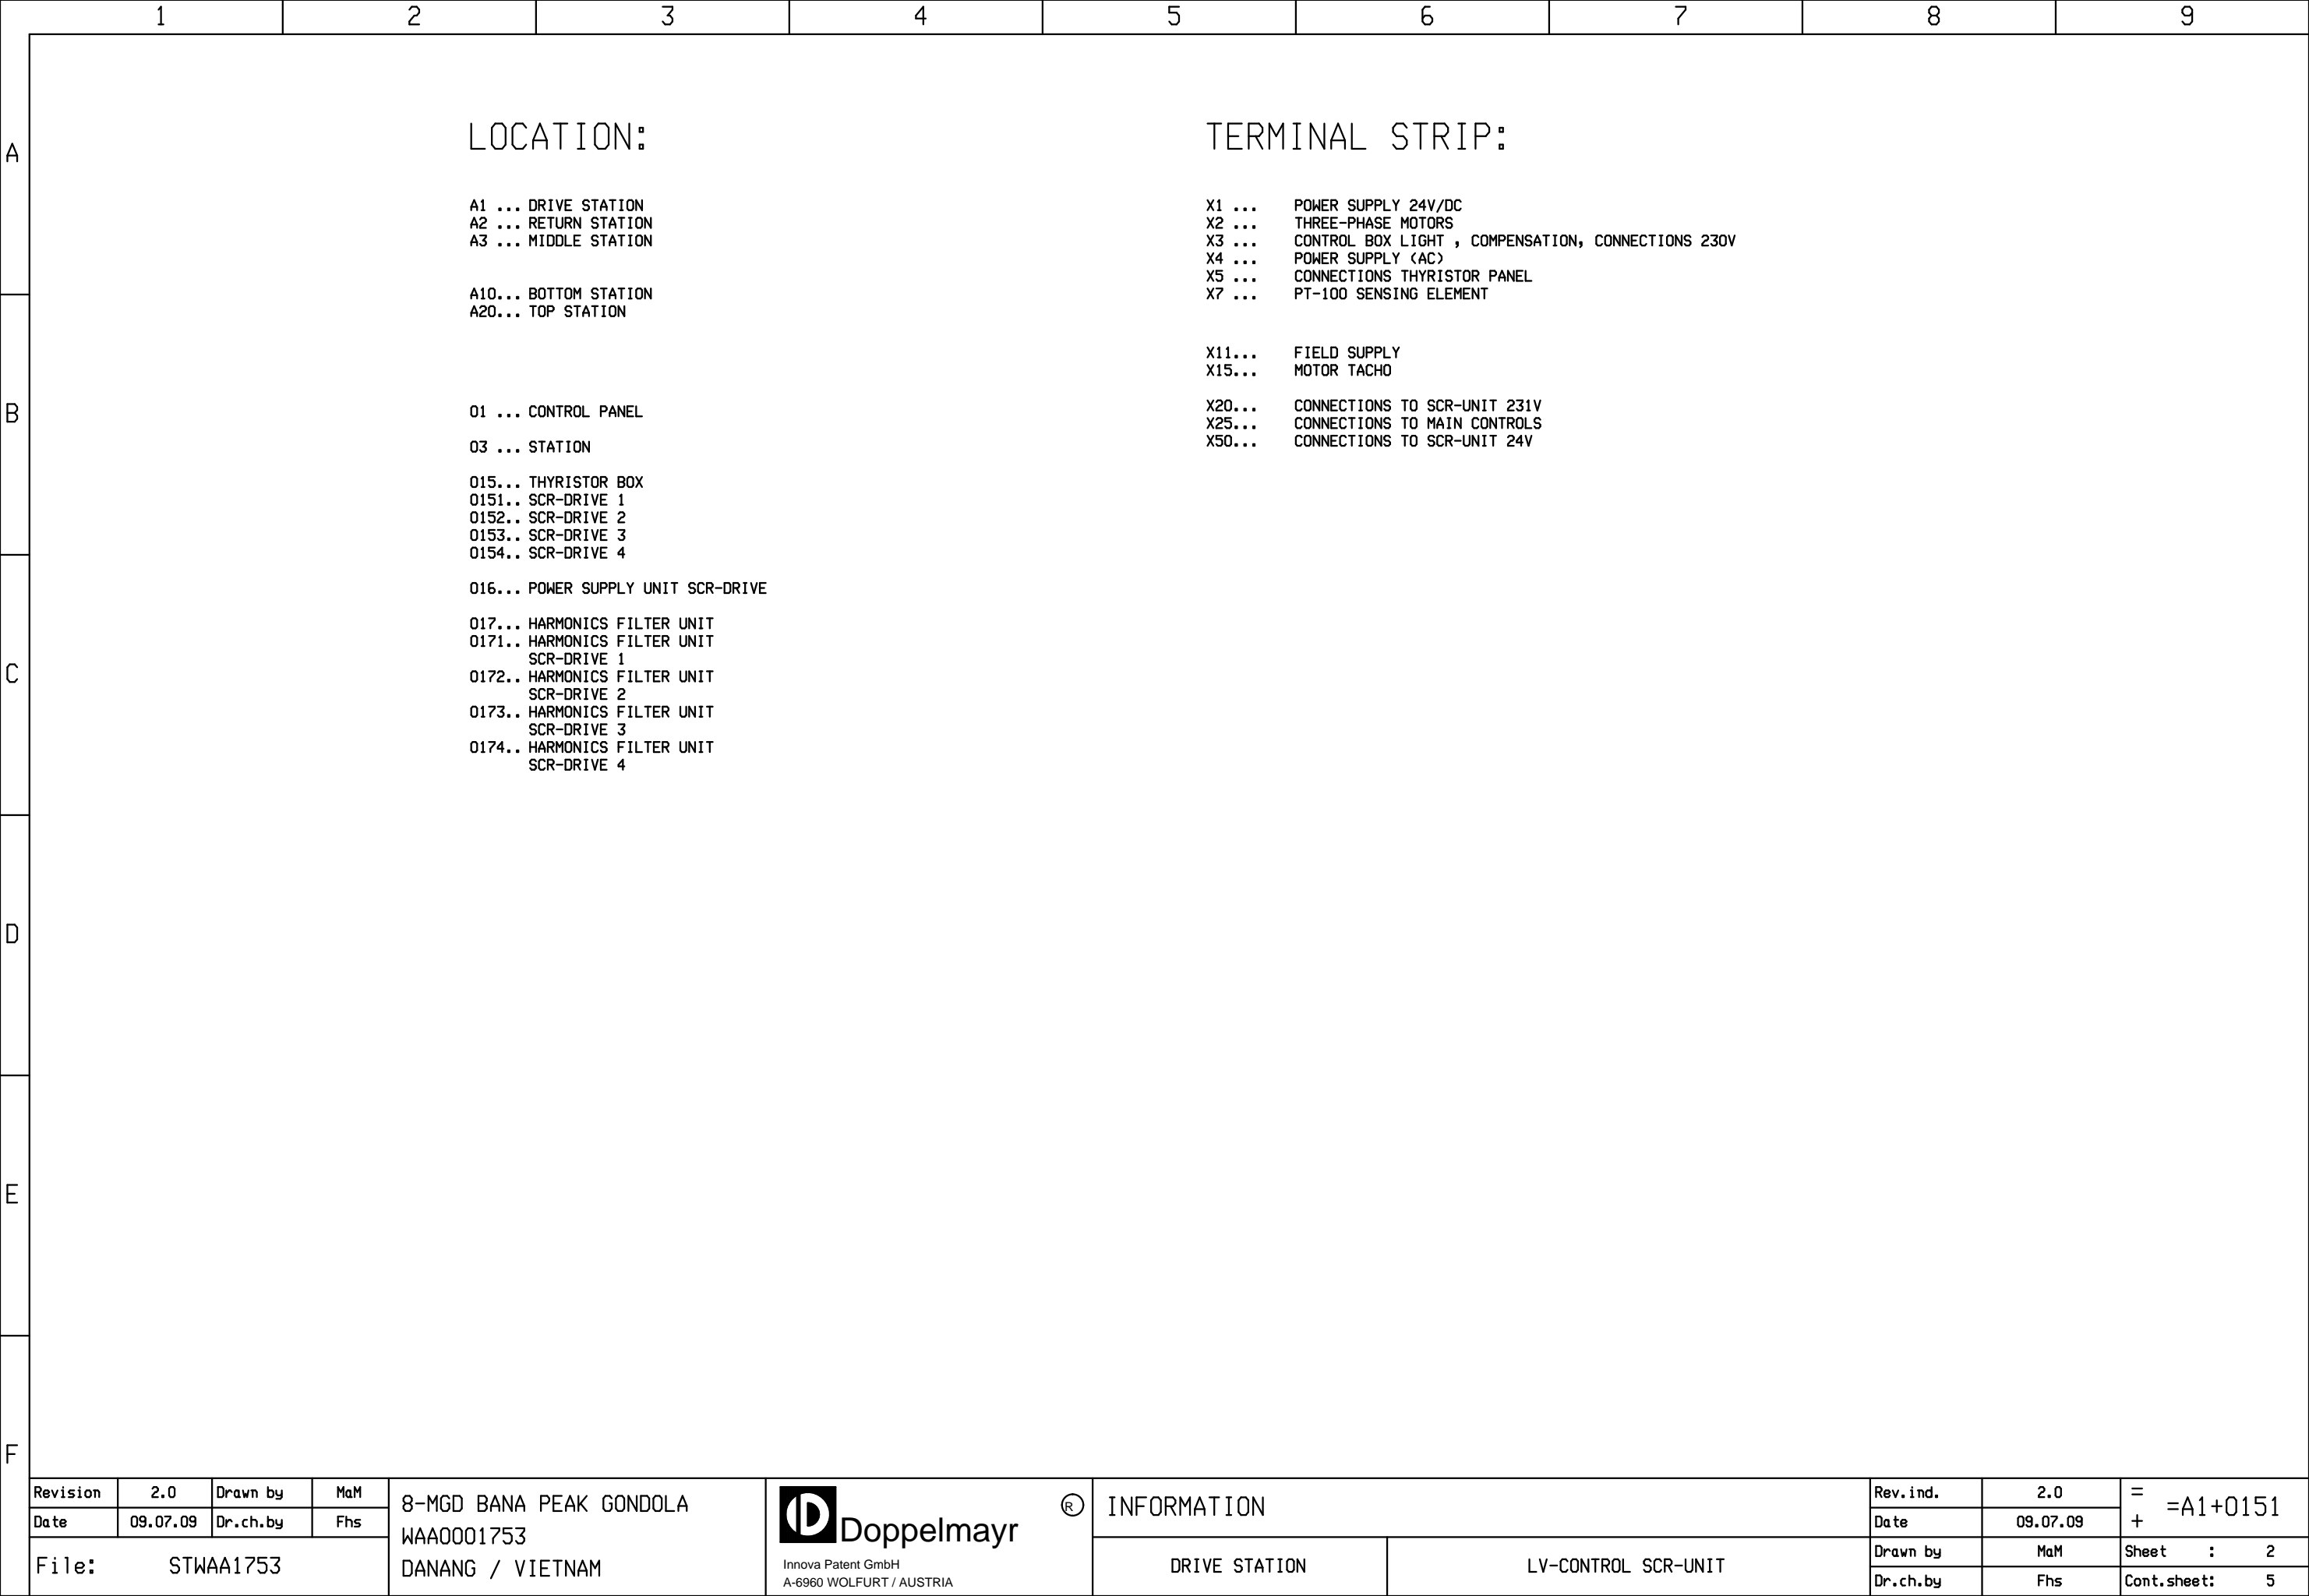 1 2 3 4 5 6 7 8 9
A
B
C
D
E
F
LOCATION:
A1 ... DRIVE STATION
A2 ... RETURN STATION
A3 ... MIDDLE STATION
A10... BOTTOM STATION
A20... TOP STATION
O1 ... CONTROL PANEL
O3 ... STATION
O15... THYRISTOR BOX
O151.. SCR-DRIVE 1
O152.. SCR-DRIVE 2
O153.. SCR-DRIVE 3
O154.. SCR-DRIVE 4
O16... POWER SUPPLY UNIT SCR-DRIVE
O17... HARMONICS FILTER UNIT
O171.. HARMONICS FILTER UNIT
SCR-DRIVE 1
O172.. HARMONICS FILTER UNIT
SCR-DRIVE 2
O173.. HARMONICS FILTER UNIT
SCR-DRIVE 3
O174.. HARMONICS FILTER UNIT
SCR-DRIVE 4
TERMINAL STRIP:
X1 ... POWER SUPPLY 24V/DC
X2 ... THREE-PHASE MOTORS
X3 ... CONTROL BOX LIGHT , COMPENSATION, CONNECTIONS 230V
X4 ... POWER SUPPLY (AC)
X5 ... CONNECTIONS THYRISTOR PANEL
X7 ... PT-100 SENSING ELEMENT
X11... FIELD SUPPLY
X15... MOTOR TACHO
X20... CONNECTIONS TO SCR-UNIT 231V
X25... CONNECTIONS TO MAIN CONTROLS
X50... CONNECTIONS TO SCR-UNIT 24V
Revision 2.0 Drawn by MaM
Date 09.07.09 Dr.ch.by Fhs
File: STWAA1753
8-MGD BANA PEAK GONDOLA
WAA0001753
DANANG / VIETNAM
Doppelmayr ®
Innova Patent GmbH
A-6960 WOLFURT / AUSTRIA
INFORMATION
DRIVE STATION LV-CONTROL SCR-UNIT
Rev.ind. 2.0
Date 09.07.09
Drawn by MaM
Dr.ch.by Fhs
=
=A1+O151
+
Sheet : 2
Cont.sheet: 5